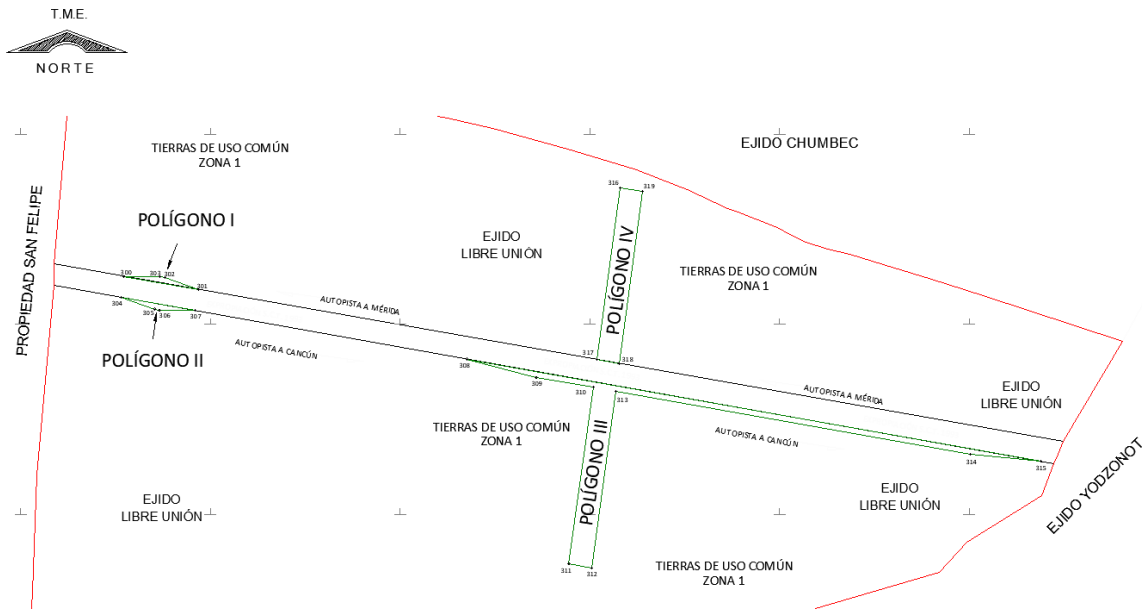 T.M.E.
NORTE
TIERRAS DE USO COMÚN
ZONA 1
EJIDO CHUMBEC
PROPIEDAD SAN FELIPE
POLÍGONO I
316
319
EJIDO
LIBRE UNIÓN
POLÍGONO IV
TIERRAS DE USO COMÚN
ZONA 1
300
303
302
301
304
305
306
307
AUTOPISTA A MÉRIDA
POLÍGONO II
AUTOPISTA A CANCÚN
317
318
308
309
310
313
AUTOPISTA A MÉRIDA
EJIDO
LIBRE UNIÓN
TIERRAS DE USO COMÚN
ZONA 1
POLÍGONO III
AUTOPISTA A CANCÚN
314
315
EJIDO YODZONOT
EJIDO
LIBRE UNIÓN
EJIDO
LIBRE UNIÓN
311
312
TIERRAS DE USO COMÚN
ZONA 1